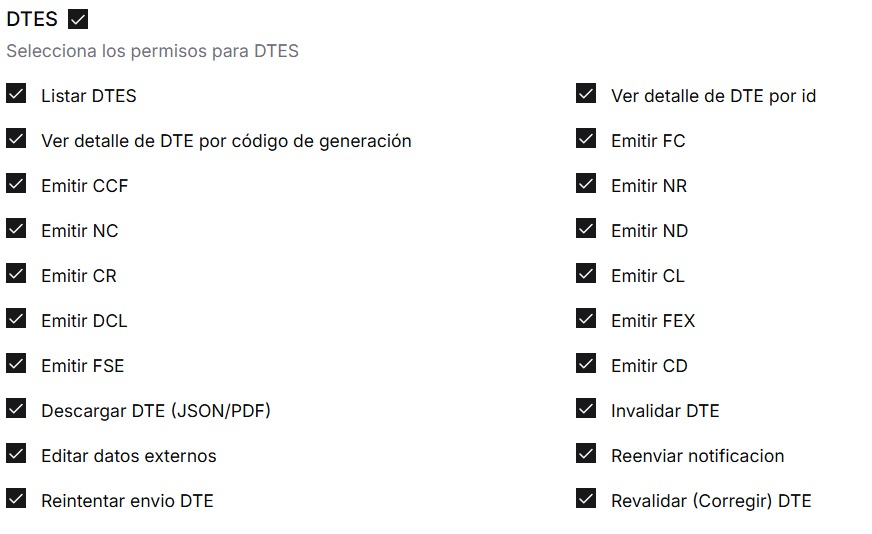 DTES
Selecciona los permisos para DTES
Listar DTES
Ver detalle de DTE por id
Ver detalle de DTE por código de generación
Emitir FC
Emitir CCF
Emitir NR
Emitir NC
Emitir ND
Emitir CR
Emitir CL
Emitir DCL
Emitir FEX
Emitir FSE
Emitir CD
Descargar DTE (JSON/PDF)
Invalidar DTE
Editar datos externos
Reenviar notificacion
Reintentar envio DTE
Revalidar (Corregir) DTE